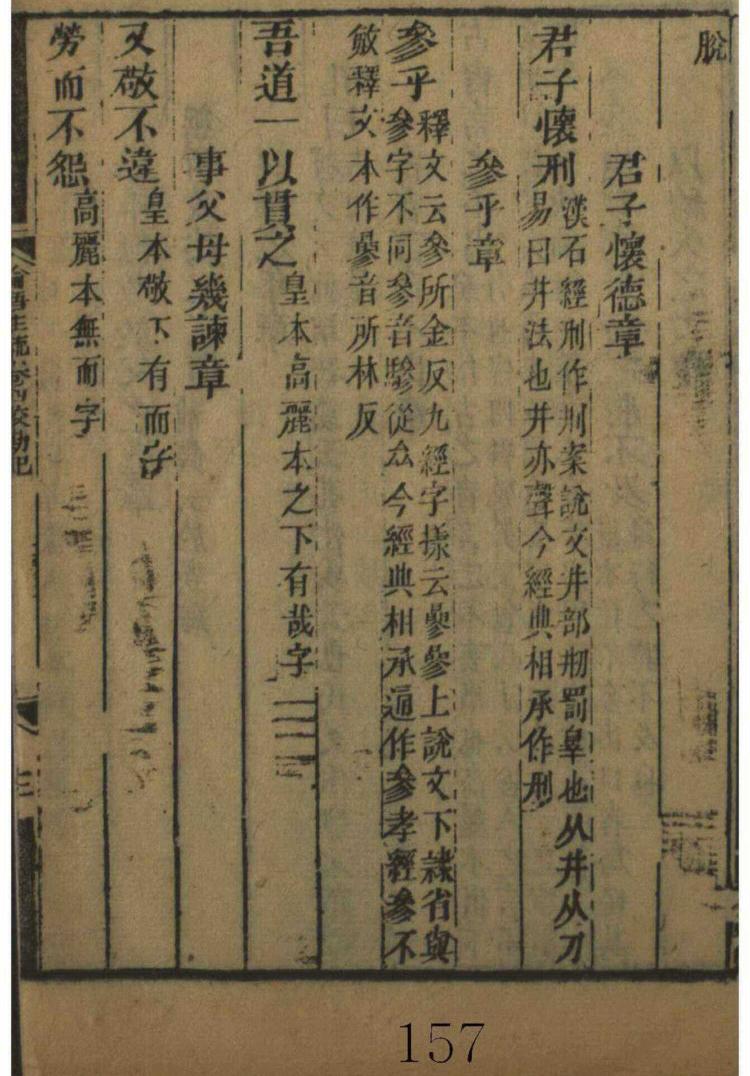 脫
君子懷德章
君子懷刑漢石經刑作㓝案說文井部㓝罰辠也从井从刀
易曰井法也井亦聲今經典相承作刑
參乎章
參乎釋文云參所金反九經字㨾云曑參上說文下隸省與
參字不同參音驂從厽今經典相承通作參孝經參不
敏釋文本作曑音所林反
吾道一以貫之皇本高麗本之下有哉字
事父母幾諫章
又敬不違皇本敬下有而字
勞而不怨高麗本無而字
論語注疏卷四校勘記
157